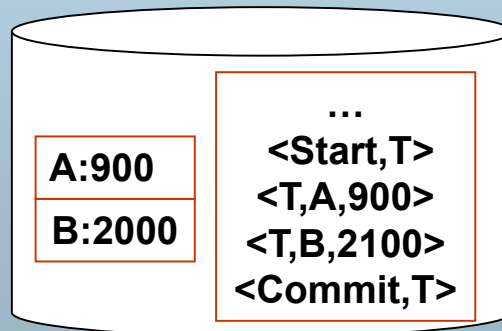 A:900
B:2000
…
<Start,T>
<T,A,900>
<T,B,2100>
<Commit,T>